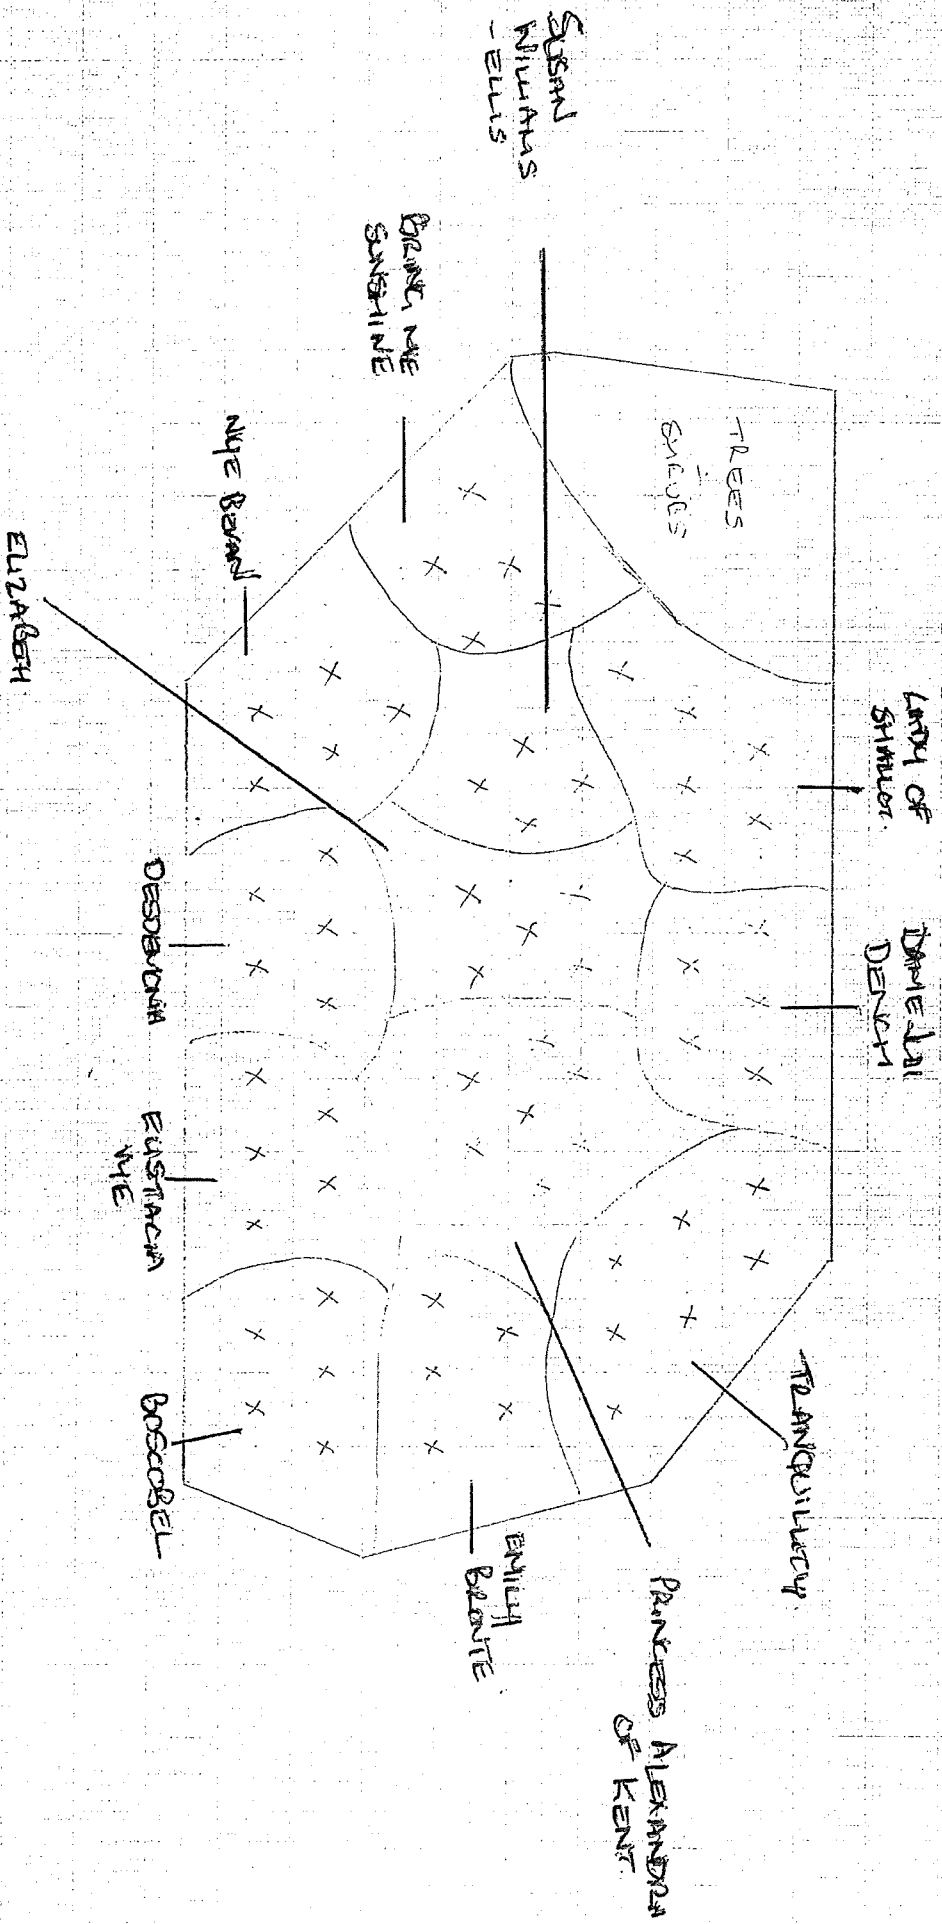 SUSAN
WILLIAMS
-ELLIS
BRING ME
SUNSHINE
NYE BEVAN
ELIZABETH
TREES
&
SHRUBS
LADY OF
SHALLOT.
DAME JUDI
DENCH
DESDEMONA
EUSTACIA
VYE
BOSCOBEL
TRANQUILLITY.
EMILY
BRONTE.
PRINCESS ALEXANDRA
OF KENT.